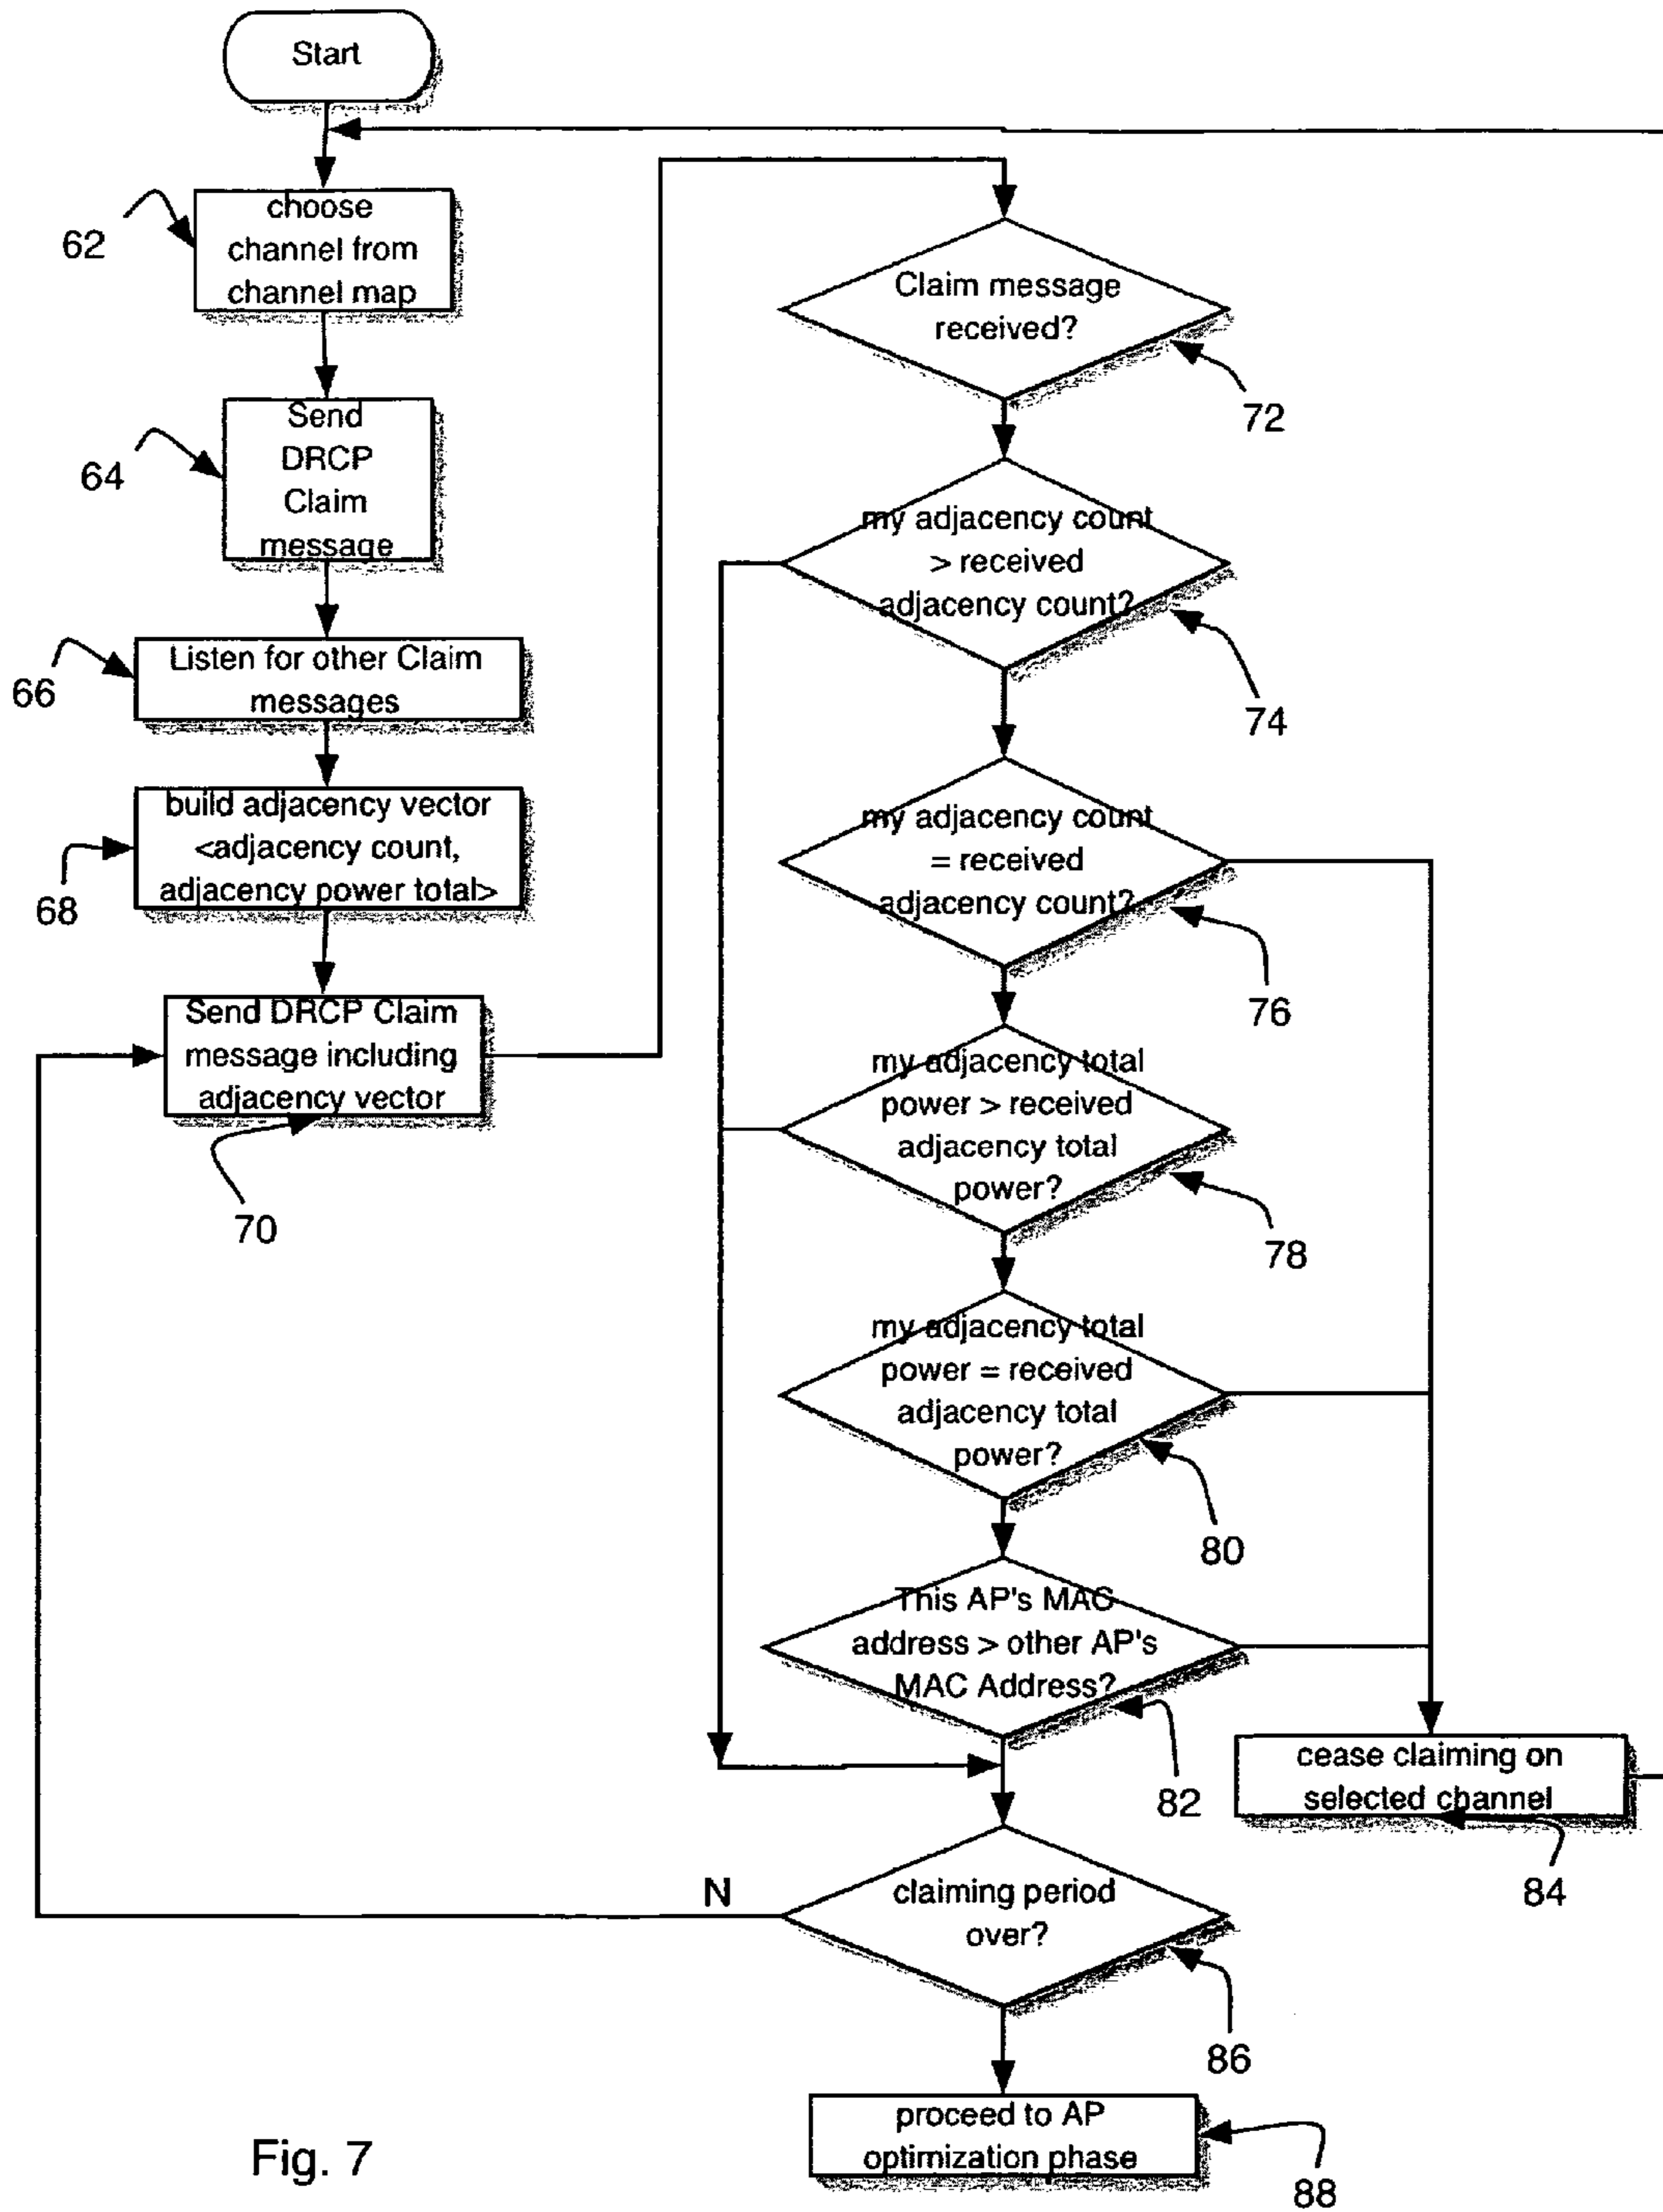 Start
choose
channel from
channel map
62
Send
DRCP
Claim
message
64
Listen for other Claim
messages
66
build adjacency vector
<adjacency count,
adjacency power total>
68
Send DRCP Claim
message including
adjacency vector
70
Claim message
received?
72
my adjacency count
> received
adjacency count?
74
my adjacency count
= received
adjacency count?
76
my adjacency total
power > received
adjacency total
power?
78
my adjacency total
power = received
adjacency total
power?
80
This AP's MAC
address > other AP's
MAC Address?
82
cease claiming on
selected channel
84
N
claiming period
over?
86
proceed to AP
optimization phase
88
Fig. 7